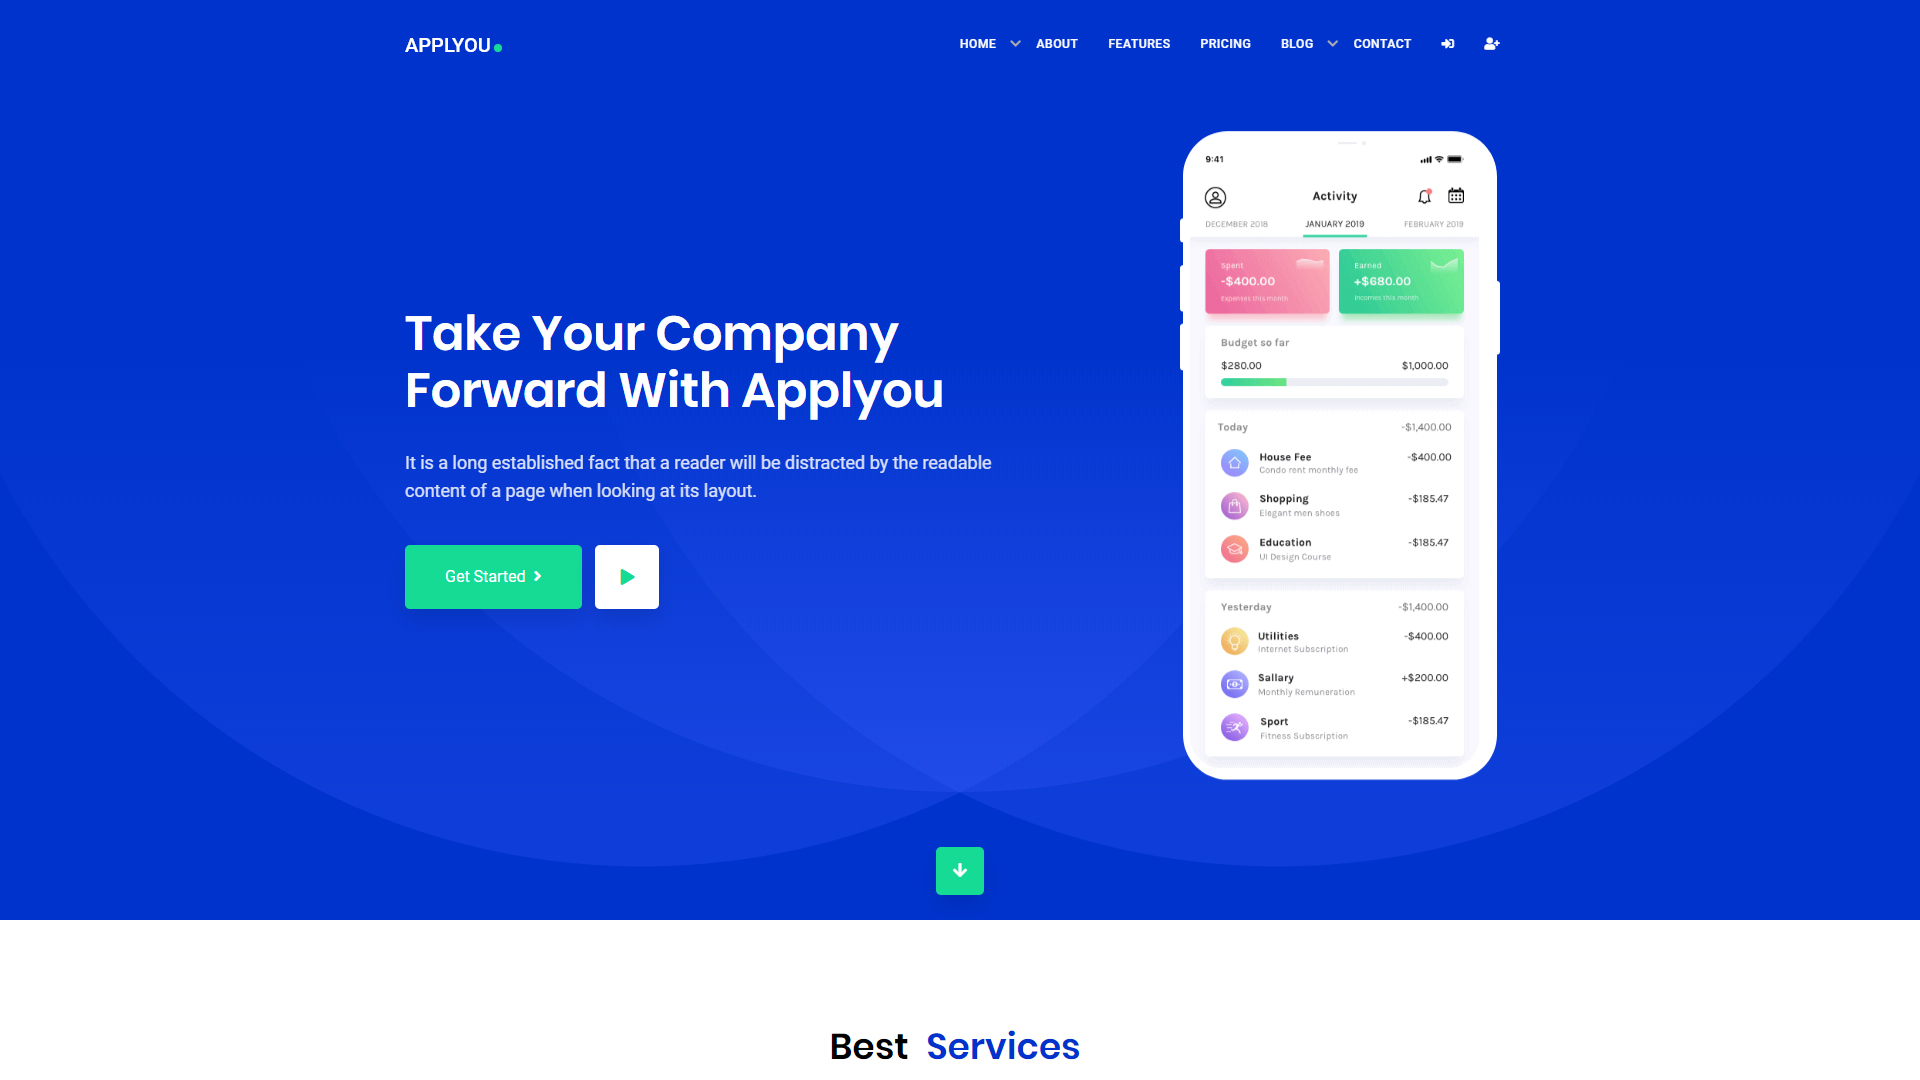 APPLYOU
HOME ABOUT FEATURES PRICING BLOG CONTACT
Take Your Company
Forward With Applyou
It is a long established fact that a reader will be distracted by the readable
content of a page when looking at its layout.
Get Started
9:41
Activity
DECEMBER 2018 JANUARY 2019 FEBRUARY 2019
Spent
-$400.00
Expenses this month
Earned
+$680.00
Incomes this month
Budget so far
$280.00 $1,000.00
Today -$1,400.00
House Fee -$400.00
Condo rent monthly fee
Shopping -$185.47
Elegant men shoes
Education -$185.47
UI Design Course
Yesterday -$1,400.00
Utilities -$400.00
Internet Subscription
Sallary +$200.00
Monthly Remuneration
Sport -$185.47
Fitness Subscription
Best Services